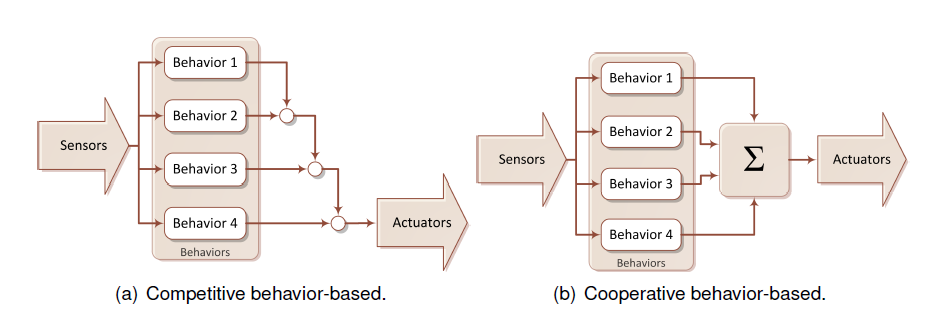 Sensors
Behavior 1
Behavior 2
Behavior 3
Behavior 4
Behaviors
Actuators
(a) Competitive behavior-based.
Sensors
Behavior 1
Behavior 2
Behavior 3
Behavior 4
Behaviors
Σ
Actuators
(b) Cooperative behavior-based.